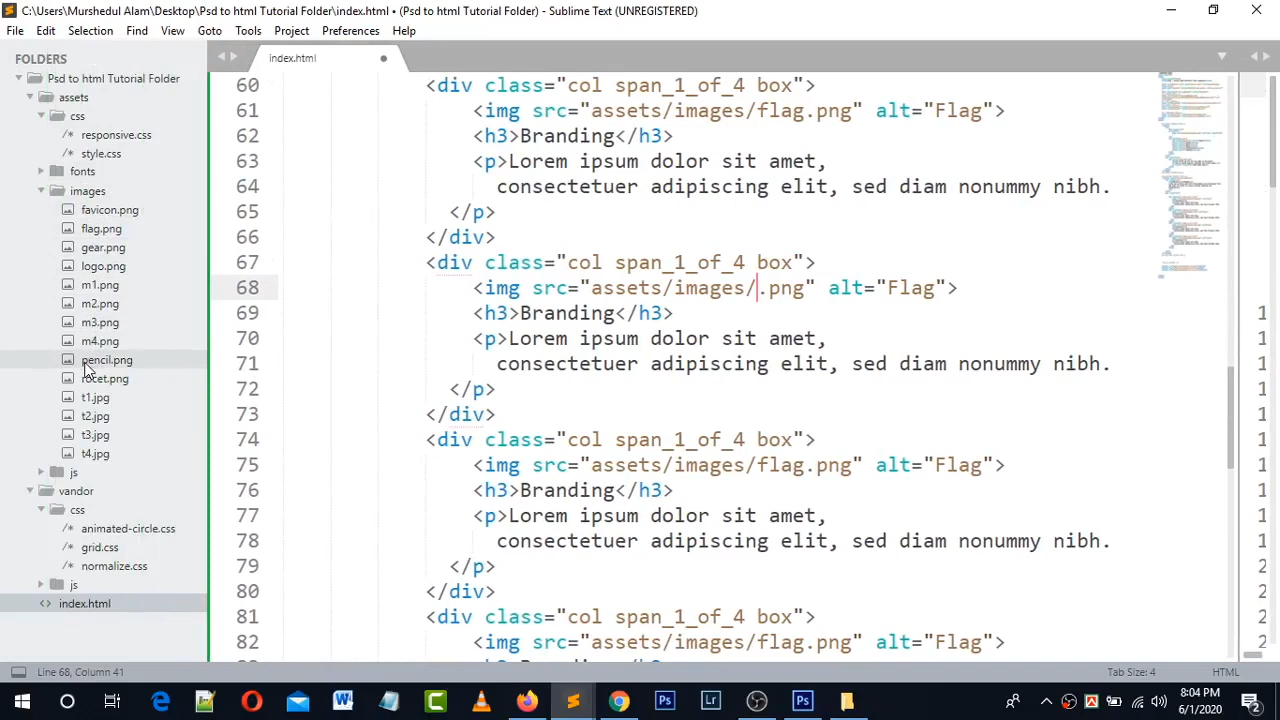 C:\Users\Murshedul Alam\Desktop\Psd to html Tutorial Folder\index.html • (Psd to html Tutorial Folder) - Sublime Text (UNREGISTERED)
File Edit Selection Find View Goto Tools Project Preferences Help
FOLDERS
Psd to html Tutorial Folder
assets
css
/* responsive.css
/* style.css
fonts
images
favicon.png
flag.png
gear.png
logo.png
m1.png
m2.png
m3.png
m4.png
pencil.png
rocet.png
t1.jpg
t2.jpg
t3.jpg
t4.jpg
js
vandor
css
/* animated-circle.css
/* grid.css
/* normalize.css
js
<> index.html
index.html
60 <div class="col span_1_of_4 box">
61 <img src="assets/images/flag.png" alt="Flag">
62 <h3>Branding</h3>
63 <p>Lorem ipsum dolor sit amet,
64 consectetuer adipiscing elit, sed diam nonummy nibh.
65 </p>
66 </div>
67 <div class="col span_1_of_4 box">
68 <img src="assets/images/.png" alt="Flag">
69 <h3>Branding</h3>
70 <p>Lorem ipsum dolor sit amet,
71 consectetuer adipiscing elit, sed diam nonummy nibh.
72 </p>
73 </div>
74 <div class="col span_1_of_4 box">
75 <img src="assets/images/flag.png" alt="Flag">
76 <h3>Branding</h3>
77 <p>Lorem ipsum dolor sit amet,
78 consectetuer adipiscing elit, sed diam nonummy nibh.
79 </p>
80 </div>
81 <div class="col span_1_of_4 box">
82 <img src="assets/images/flag.png" alt="Flag">
Line 68, Column 41
Tab Size: 4
HTML
8:04 PM
6/1/2020